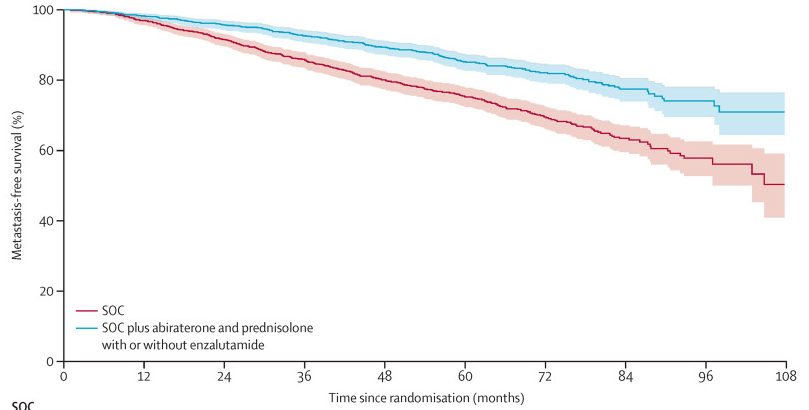 100
80
60
40
20
0
Metastasis-free survival (%)
SOC
SOC plus abiraterone and prednisolone
with or without enzalutamide
0 12 24 36 48 60 72 84 96 108
Time since randomisation (months)
SOC